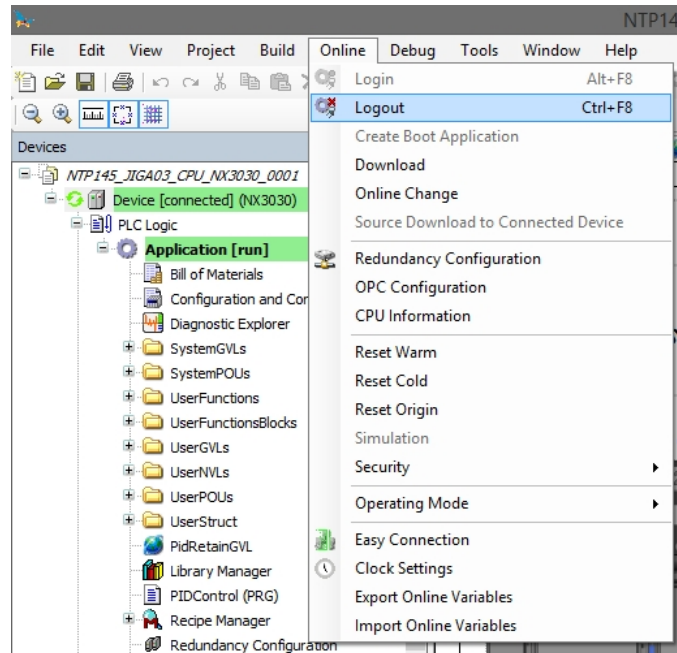 NTP14
File Edit View Project Build Online Debug Tools Window Help
Devices
NTP145_JIGA03_CPU_NX3030_0001
Device [connected] (NX3030)
PLC Logic
Application [run]
Bill of Materials
Configuration and Con
Diagnostic Explorer
SystemGVLs
SystemPOUs
UserFunctions
UserFunctionsBlocks
UserGVLs
UserNVLs
UserPOUs
UserStruct
PidRetainGVL
Library Manager
PIDControl (PRG)
Recipe Manager
Redundancy Configuration
Login Alt+F8
Logout Ctrl+F8
Create Boot Application
Download
Online Change
Source Download to Connected Device
Redundancy Configuration
OPC Configuration
CPU Information
Reset Warm
Reset Cold
Reset Origin
Simulation
Security
Operating Mode
Easy Connection
Clock Settings
Export Online Variables
Import Online Variables